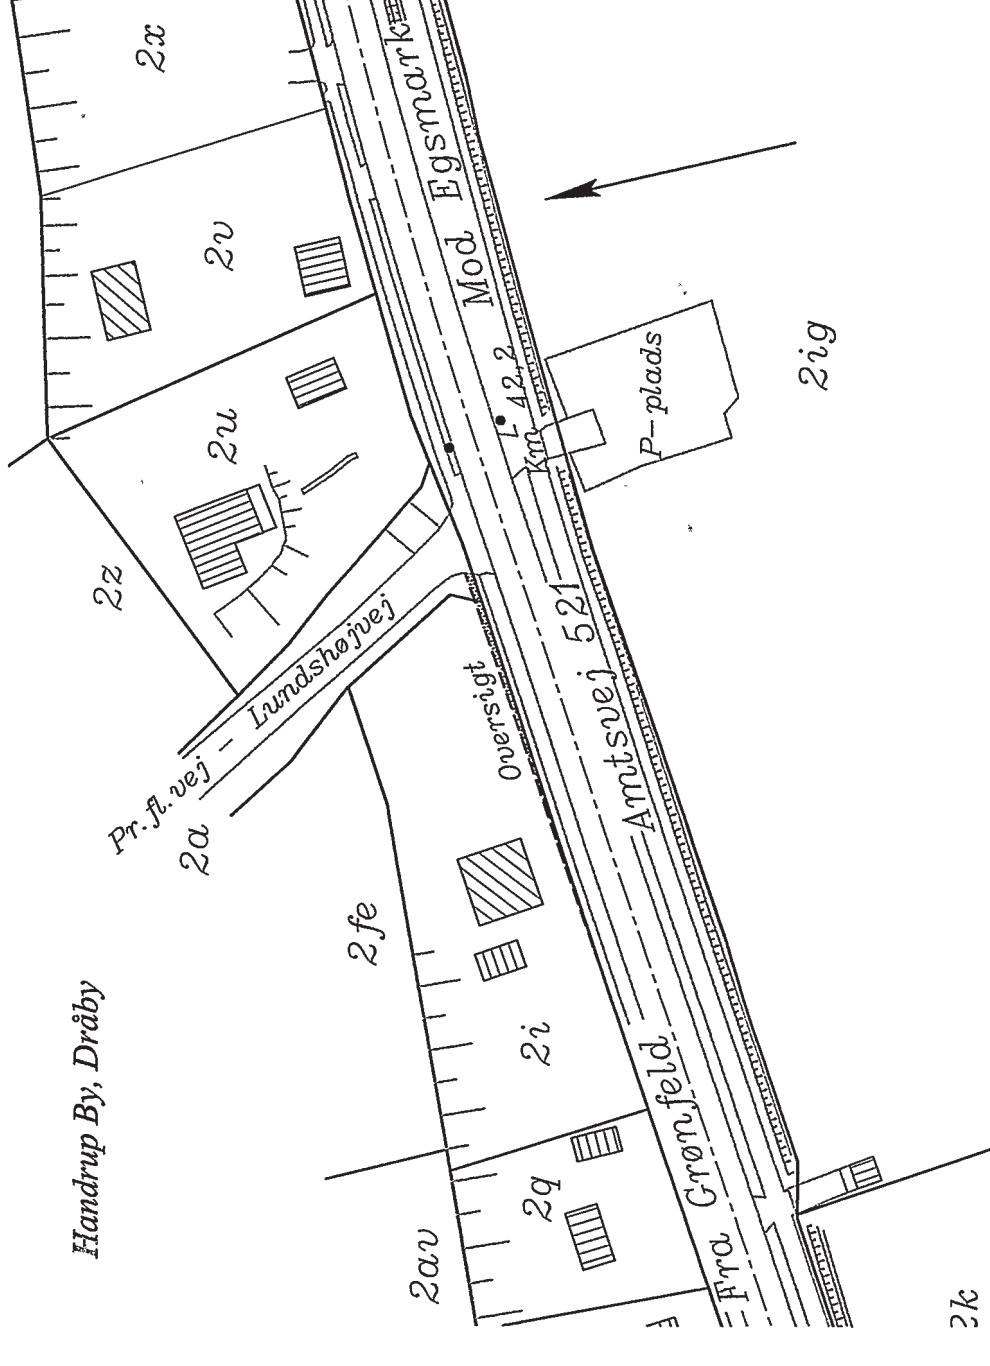 Handrup By, Dråby
2x
2v
2u
2z
2a
2fe
2i
2q
2av
2ig
2k
Pr. fl. vej – Lundshøjvej
Oversigt
Fra Grønfeld
Amtsvej 521
Mod Egsmark
Km 42,2
P-plads